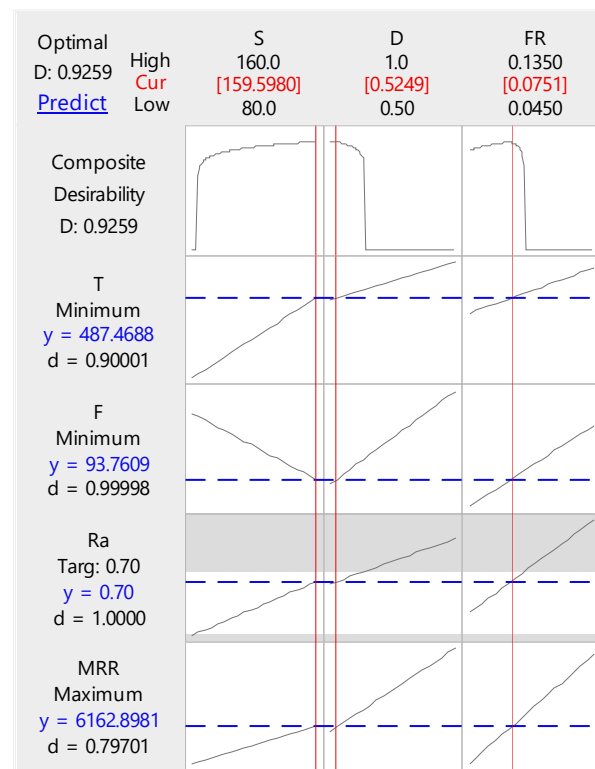 Optimal
D: 0.9259
Predict
High
Cur
Low
S
160.0
[159.5980]
80.0
D
1.0
[0.5249]
0.50
FR
0.1350
[0.0751]
0.0450
Composite
Desirability
D: 0.9259
T
Minimum
y = 487.4688
d = 0.90001
F
Minimum
y = 93.7609
d = 0.99998
Ra
Targ: 0.70
y = 0.70
d = 1.0000
MRR
Maximum
y = 6162.8981
d = 0.79701